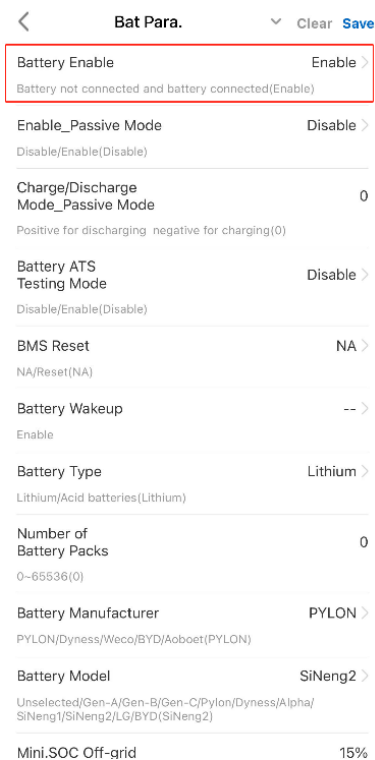 Bat Para.
Clear Save
Battery Enable Enable
Battery not connected and battery connected(Enable)
Enable_Passive Mode Disable
Disable/Enable(Disable)
Charge/Discharge
Mode_Passive Mode 0
Positive for discharging negative for charging(0)
Battery ATS
Testing Mode Disable
Disable/Enable(Disable)
BMS Reset NA
NA/Reset(NA)
Battery Wakeup --
Enable
Battery Type Lithium
Lithium/Acid batteries(Lithium)
Number of
Battery Packs 0
0~65536(0)
Battery Manufacturer PYLON
PYLON/Dyness/Weco/BYD/Aoboet(PYLON)
Battery Model SiNeng2
Unselected/Gen-A/Gen-B/Gen-C/Pylon/Dyness/Alpha/
SiNeng1/SiNeng2/LG/BYD(SiNeng2)
Mini.SOC Off-grid 15%